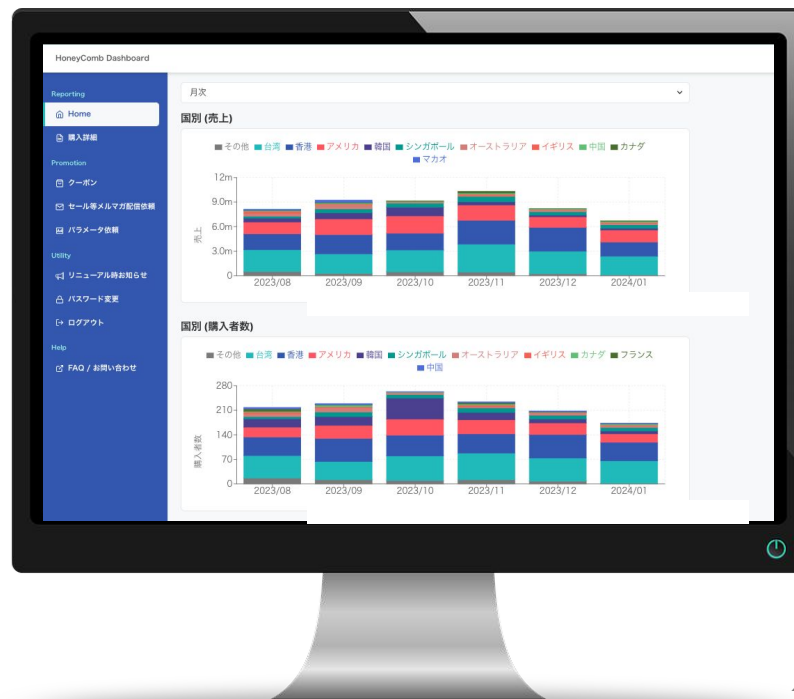 HoneyComb Dashboard
Reporting
Home
購入詳細
Promotion
クーポン
セール等メルマガ配信依頼
パラメータ依頼
Utility
リニューアル時お知らせ
パスワード変更
ログアウト
Help
FAQ / お問い合わせ
月次
国別 (売上)
その他 台湾 香港 アメリカ 韓国 シンガポール オーストラリア イギリス 中国 カナダ
マカオ
12m
9.0m
6.0m
3.0m
0
売上
2023/08 2023/09 2023/10 2023/11 2023/12 2024/01
国別 (購入者数)
その他 台湾 香港 アメリカ 韓国 シンガポール オーストラリア イギリス カナダ フランス
中国
280
210
140
70
0
購入者数
2023/08 2023/09 2023/10 2023/11 2023/12 2024/01